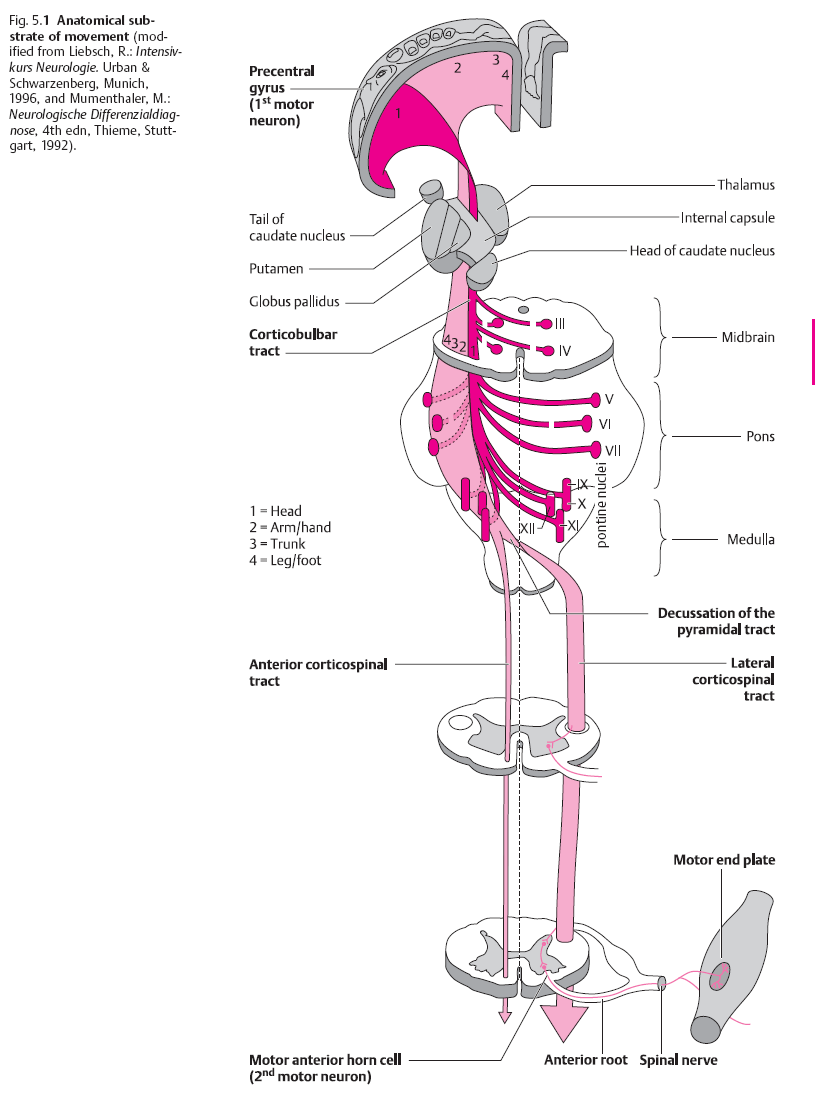 Fig. 5.1 Anatomical sub-
strate of movement (mod-
ified from Liebsch, R.: Intensiv-
kurs Neurologie. Urban &
Schwarzenberg, Munich,
1996, and Mumenthaler, M.:
Neurologische Differenzialdiag-
nose, 4th edn, Thieme, Stutt-
gart, 1992).
Precentral
gyrus
(1st motor
neuron)
1
2
3
4
Thalamus
Internal capsule
Head of caudate nucleus
Tail of
caudate nucleus
Putamen
Globus pallidus
Corticobulbar
tract
4 3 2 1
III
IV
Midbrain
V
VI
VII
Pons
IX
X
XI
XII
pontine nuclei
Medulla
1 = Head
2 = Arm/hand
3 = Trunk
4 = Leg/foot
Decussation of the
pyramidal tract
Anterior corticospinal
tract
Lateral
corticospinal
tract
Motor end plate
Motor anterior horn cell
(2nd motor neuron)
Anterior root
Spinal nerve